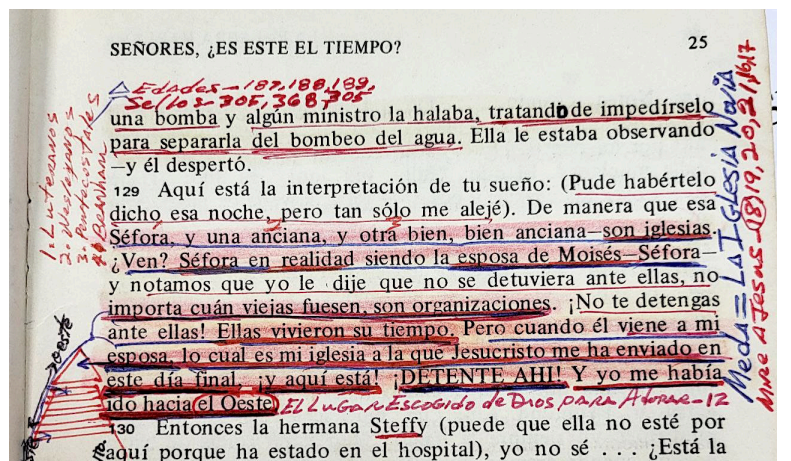 SEÑORES, ¿ES ESTE EL TIEMPO? 25
Edades - 187, 188, 189,
Sellos - 305, 368, 305
una bomba y algún ministro la halaba, tratando de impedírselo
para separarla del bombeo del agua. Ella le estaba observando
—y él despertó.
129 Aquí está la interpretación de tu sueño: (Pude habértelo
dicho esa noche, pero tan sólo me alejé). De manera que esa
Séfora, y una anciana, y otra bien, bien anciana—son iglesias.
¿Ven? Séfora en realidad siendo la esposa de Moisés—Séfora—
y notamos que yo le dije que no se detuviera ante ellas, no
importa cuán viejas fuesen, son organizaciones. ¡No te detengas
ante ellas! Ellas vivieron su tiempo. Pero cuando él viene a mi
esposa, lo cual es mi iglesia a la que Jesucristo me ha enviado en
este día final, ¡y aquí está! ¡DETENTE AHI! Y yo me había
ido hacia el Oeste EL LUGAR ESCOGIDO de DIOS PARA Adorar - 12
130 Entonces la hermana Steffy (puede que ella no esté por
aquí porque ha estado en el hospital), yo no sé . . . ¿Está la
1. Luteranos
2. Wesleyanos
3. Pentecostales
4. Branham
oeste
Meda = LA IGLESIA NOVIA
Mire A Jesus - (18) 19, 20, 21, 16, 17